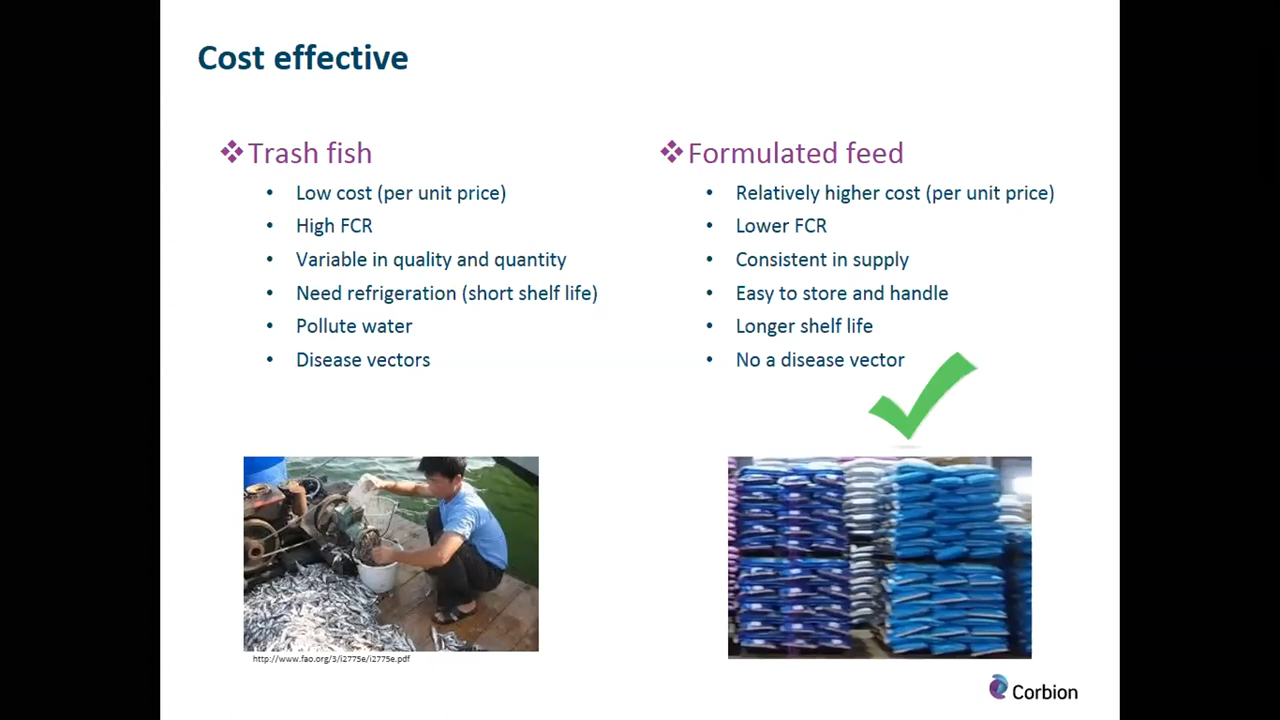 Cost effective
Trash fish
Low cost (per unit price)
High FCR
Variable in quality and quantity
Need refrigeration (short shelf life)
Pollute water
Disease vectors
Formulated feed
Relatively higher cost (per unit price)
Lower FCR
Consistent in supply
Easy to store and handle
Longer shelf life
No a disease vector
http://www.fao.org/3/i2775e/i2775e.pdf
Corbion